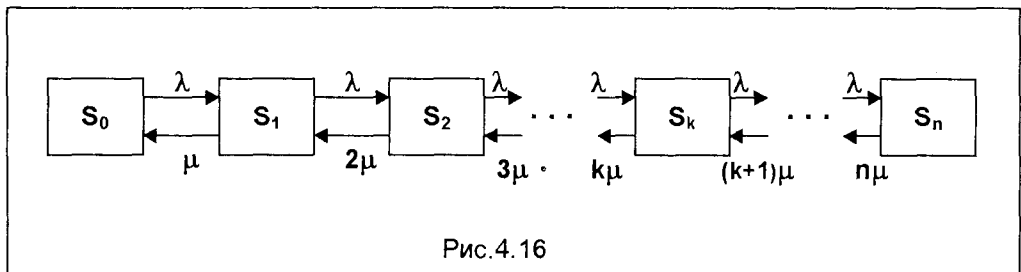 λ λ λ λ λ λ
S₀ S₁ S₂ · · · Sₖ · · · Sₙ
μ 2μ 3μ kμ (k+1)μ nμ
Рис.4.16